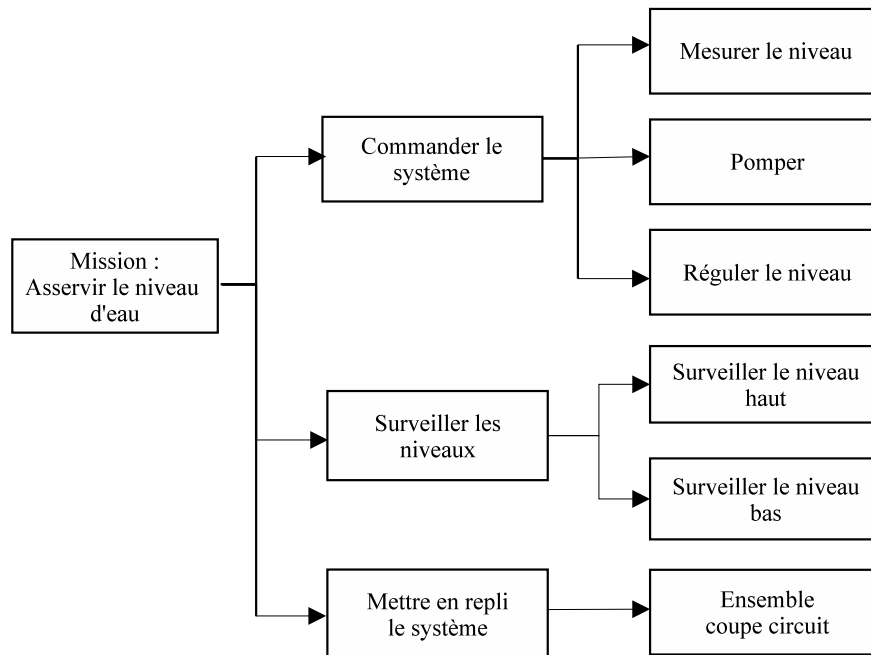 Mesurer le niveau
Commander le
système
Pomper
Mission :
Asservir le niveau
d'eau
Réguler le niveau
Surveiller le niveau
haut
Surveiller les
niveaux
Surveiller le niveau
bas
Mettre en repli
le système
Ensemble
coupe circuit